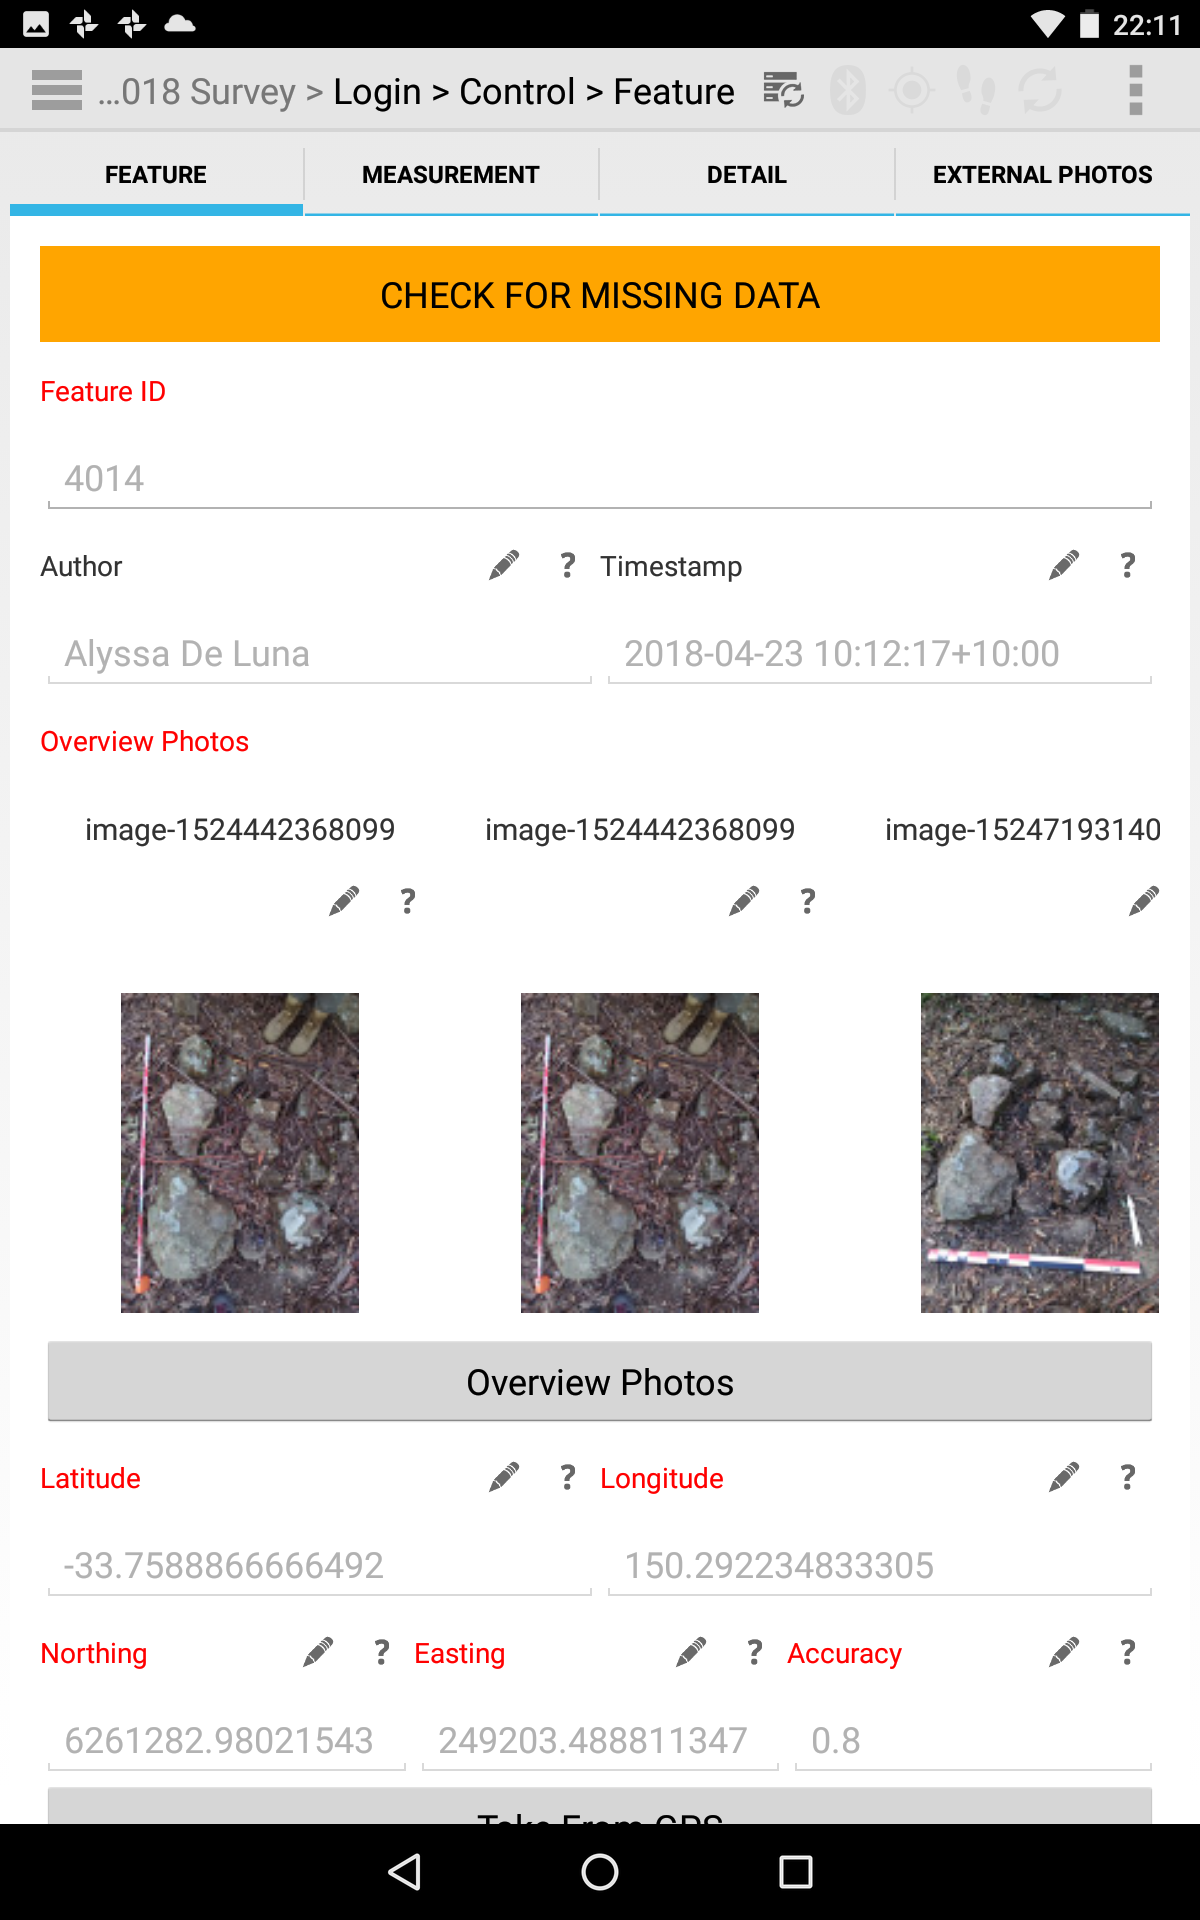 22:11
...018 Survey > Login > Control > Feature
FEATURE MEASUREMENT DETAIL EXTERNAL PHOTOS
CHECK FOR MISSING DATA
Feature ID
4014
Author ? Timestamp ?
Alyssa De Luna 2018-04-23 10:12:17+10:00
Overview Photos
image-1524442368099 image-1524442368099 image-15247193140
? ?
Overview Photos
Latitude ? Longitude ?
-33.7588866666492 150.292234833305
Northing ? Easting ? Accuracy ?
6261282.98021543 249203.488811347 0.8
Take From GPS